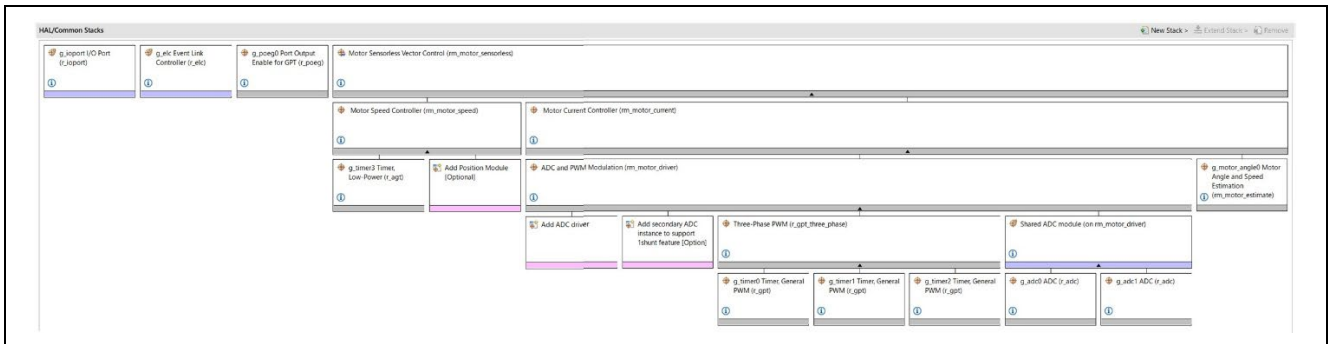 HAL/Common Stacks
New Stack > Extend Stack > Remove
g_ioport I/O Port
(r_ioport)
g_elc Event Link
Controller (r_elc)
g_poeg0 Port Output
Enable for GPT (r_poeg)
Motor Sensorless Vector Control (rm_motor_sensorless)
Motor Speed Controller (rm_motor_speed)
Motor Current Controller (rm_motor_current)
g_timer3 Timer,
Low-Power (r_agt)
Add Position Module
[Optional]
ADC and PWM Modulation (rm_motor_driver)
g_motor_angle0 Motor
Angle and Speed
Estimation
(rm_motor_estimate)
Add ADC driver
Add secondary ADC
instance to support
1shunt feature [Option]
Three-Phase PWM (r_gpt_three_phase)
Shared ADC module (on rm_motor_driver)
g_timer0 Timer, General
PWM (r_gpt)
g_timer1 Timer, General
PWM (r_gpt)
g_timer2 Timer, General
PWM (r_gpt)
g_adc0 ADC (r_adc)
g_adc1 ADC (r_adc)